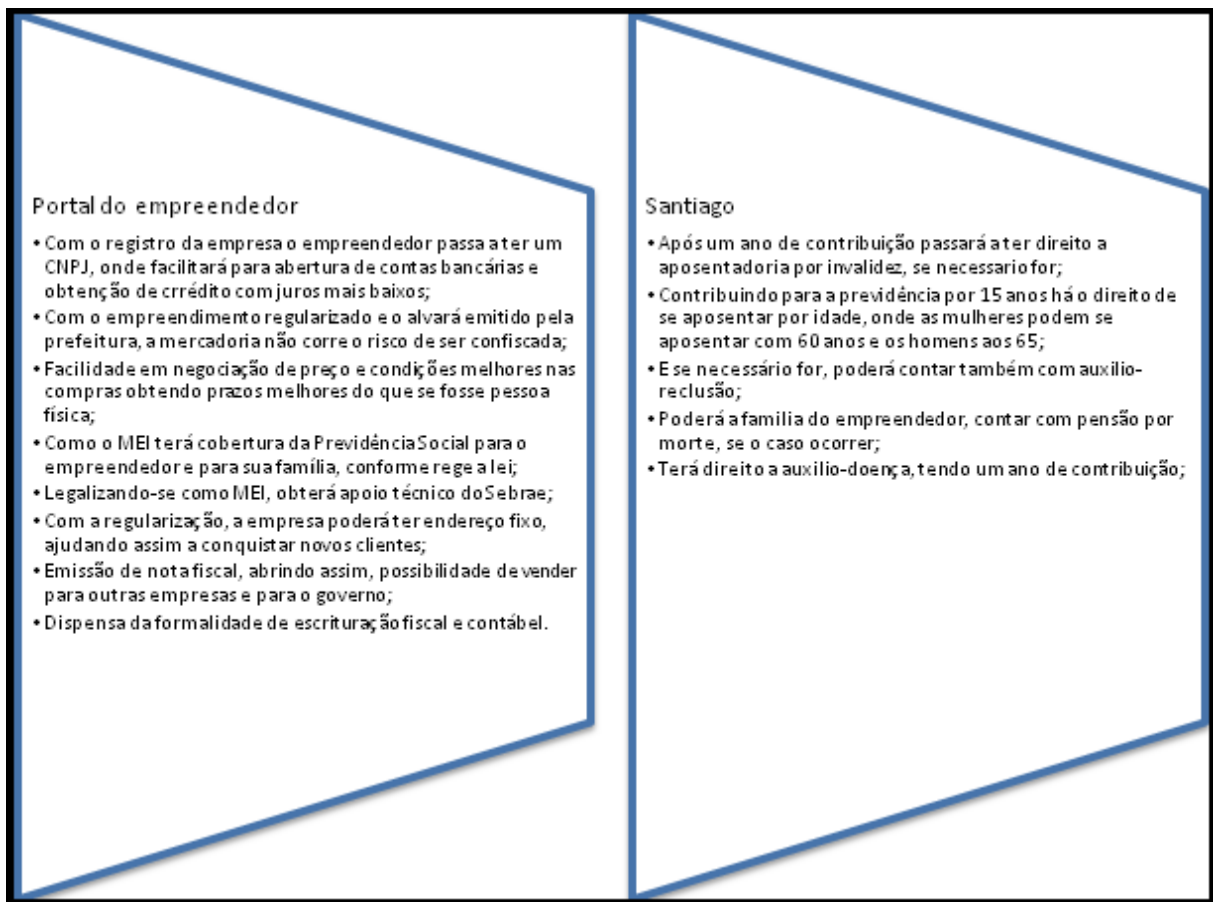 Portal do empreendedor
• Com o registro da empresa o empreendedor passa a ter um
CNPJ, onde facilitará para abertura de contas bancárias e
obtenção de crrédito com juros mais baixos;
• Com o empreendimento regularizado e o alvará emitido pela
prefeitura, a mercadoria não corre o risco de ser confiscada;
• Facilidade em negociação de preço e condições melhores nas
compras obtendo prazos melhores do que se fosse pessoa
física;
• Como o MEI terá cobertura da Previdência Social para o
empreendedor e para sua família, conforme rege a lei;
• Legalizando-se como MEI, obterá apoio técnico do Sebrae;
• Com a regularização, a empresa poderá ter endereço fixo,
ajudando assim a conquistar novos clientes;
• Emissão de nota fiscal, abrindo assim, possibilidade de vender
para outras empresas e para o governo;
• Dispensa da formalidade de escrituração fiscal e contábel.
Santiago
• Após um ano de contribuição passará a ter direito a
aposentadoria por invalidez, se necessario for;
• Contribuindo para a previdência por 15 anos há o direito de
se aposentar por idade, onde as mulheres podem se
aposentar com 60 anos e os homens aos 65;
• E se necessário for, poderá contar também com auxilio-
reclusão;
• Poderá a familia do empreendedor, contar com pensão por
morte, se o caso ocorrer;
• Terá direito a auxilio-doença, tendo um ano de contribuição;